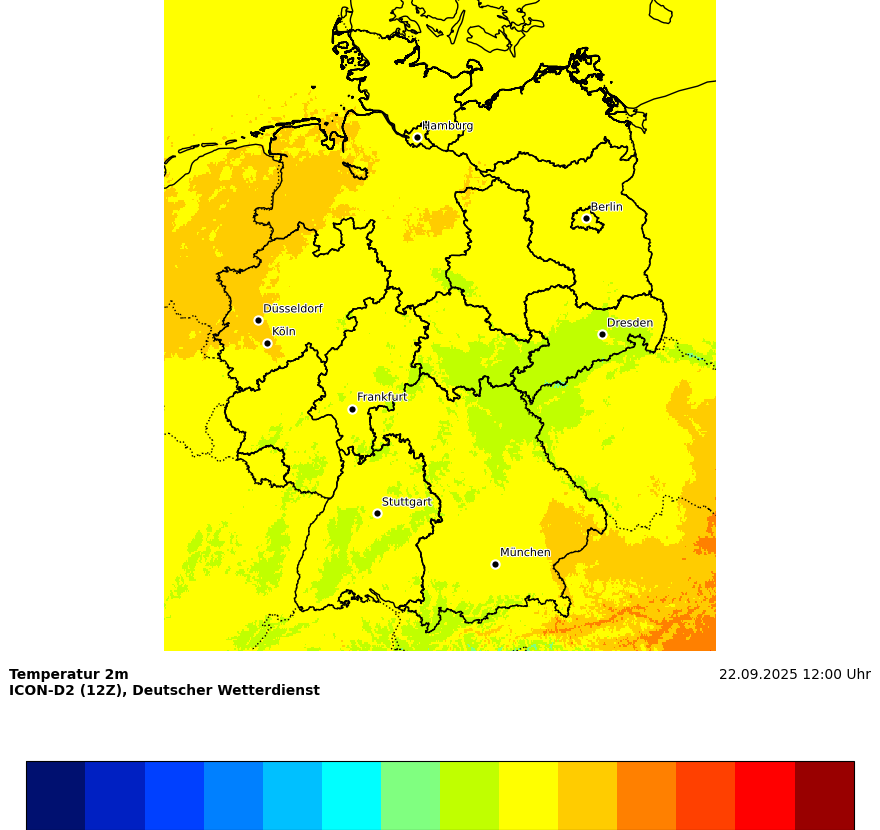 Hamburg
Berlin
Düsseldorf
Dresden
Köln
Frankfurt
Stuttgart
München
Temperatur 2m
22.09.2025 12:00 Uhr
ICON-D2 (12Z), Deutscher Wetterdienst